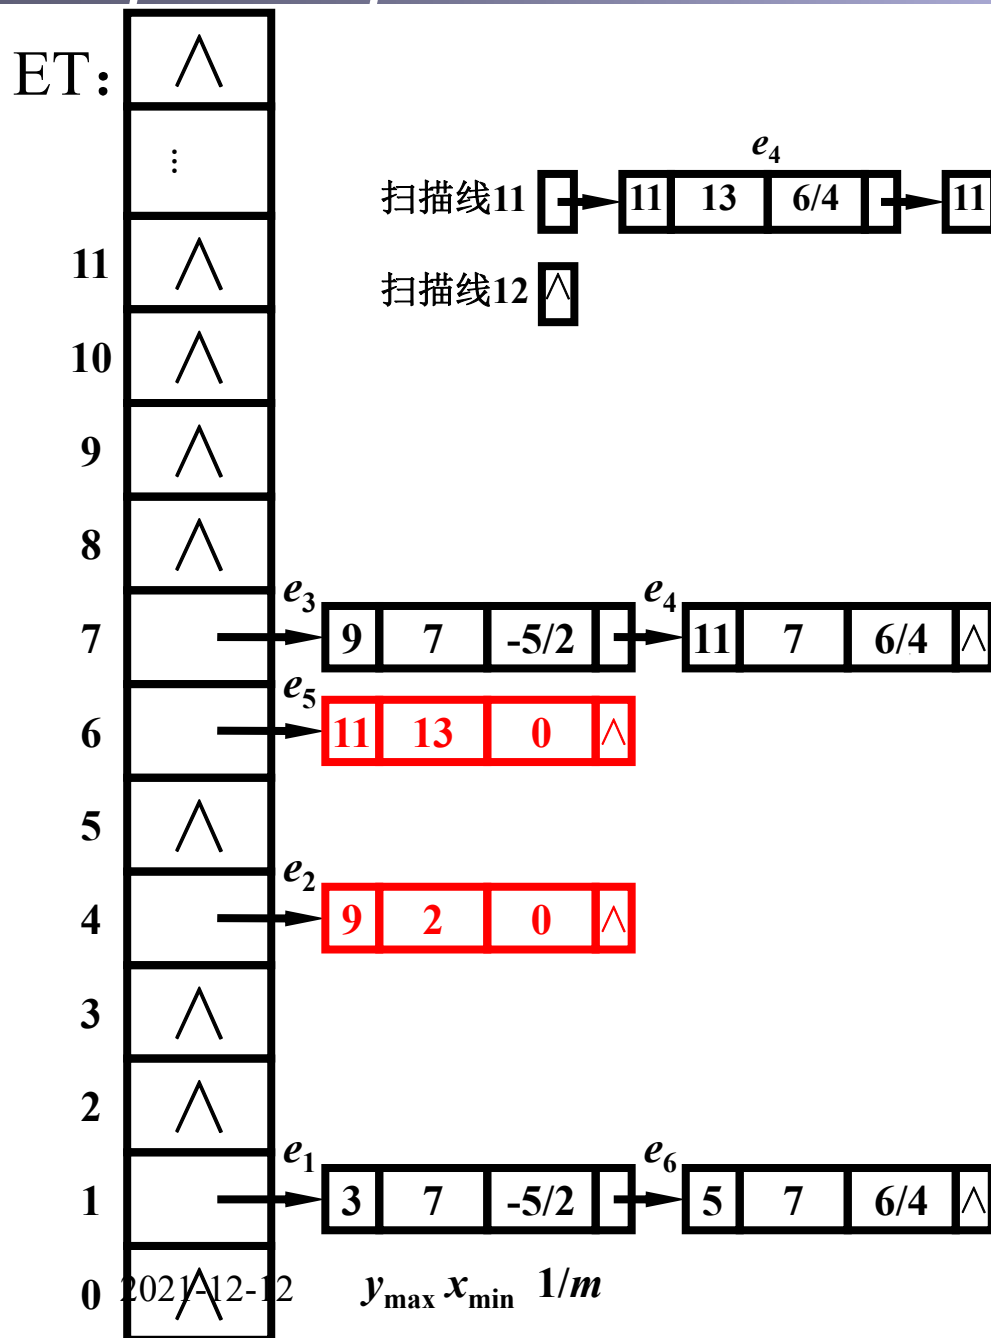 ET：
∧
⋮
e₄
扫描线11 11 13 6/4 11
11 ∧
扫描线12 ∧
10 ∧
9 ∧
8 ∧
e₃ e₄
7 9 7 -5/2 11 7 6/4 ∧
e₅
6 11 13 0 ∧
5 ∧
e₂
4 9 2 0 ∧
3 ∧
2 ∧
e₁ e₆
1 3 7 -5/2 5 7 6/4 ∧
0 ∧
2021-12-12 y_max x_min 1/m